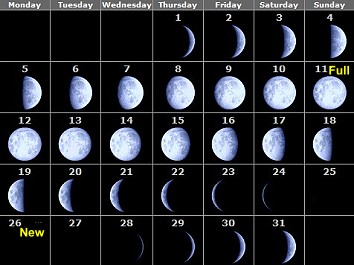 Monday Tuesday Wednesday Thursday Friday Saturday Sunday
1 2 3 4
5 6 7 8 9 10 11 Full
12 13 14 15 16 17 18
19 20 21 22 23 24 25
26 ... 27 28 29 30 31
New